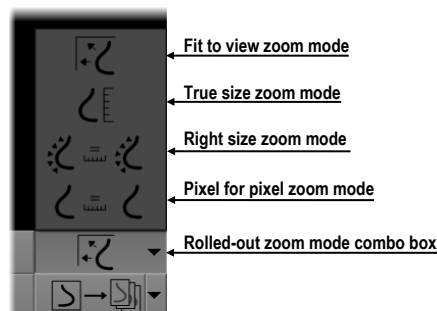 Fit to view zoom mode
True size zoom mode
Right size zoom mode
Pixel for pixel zoom mode
Rolled-out zoom mode combo box